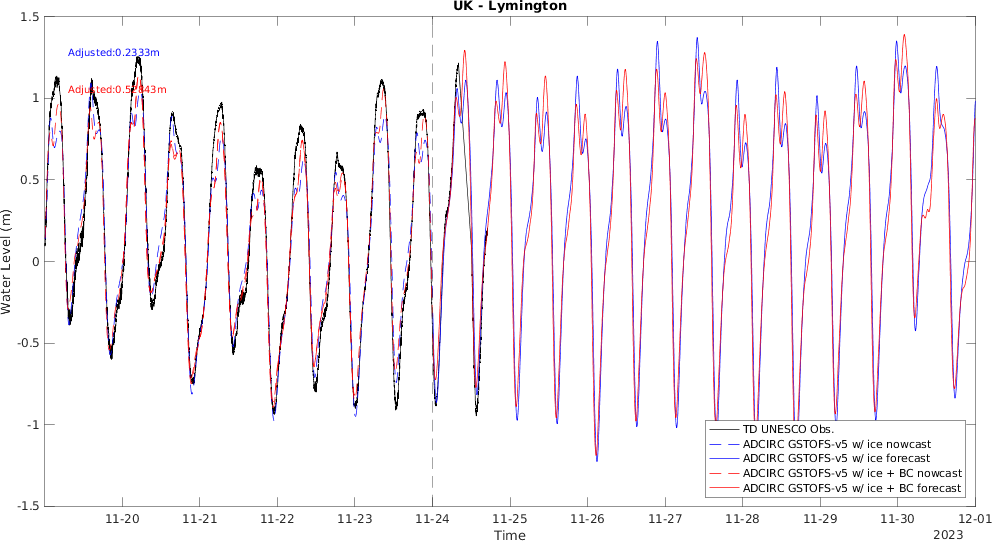 UK - Lymington
1.5
Adjusted:0.2333m
1
0.5
0
-0.5
-1
-1.5
Water Level (m)
TD UNESCO Obs.
ADCIRC GSTOFS-v5 w/ ice nowcast
ADCIRC GSTOFS-v5 w/ ice forecast
ADCIRC GSTOFS-v5 w/ ice + BC nowcast
ADCIRC GSTOFS-v5 w/ ice + BC forecast
11-20 11-21 11-22 11-23 11-24 11-25 11-26 11-27 11-28 11-29 11-30 12-01
Time
2023